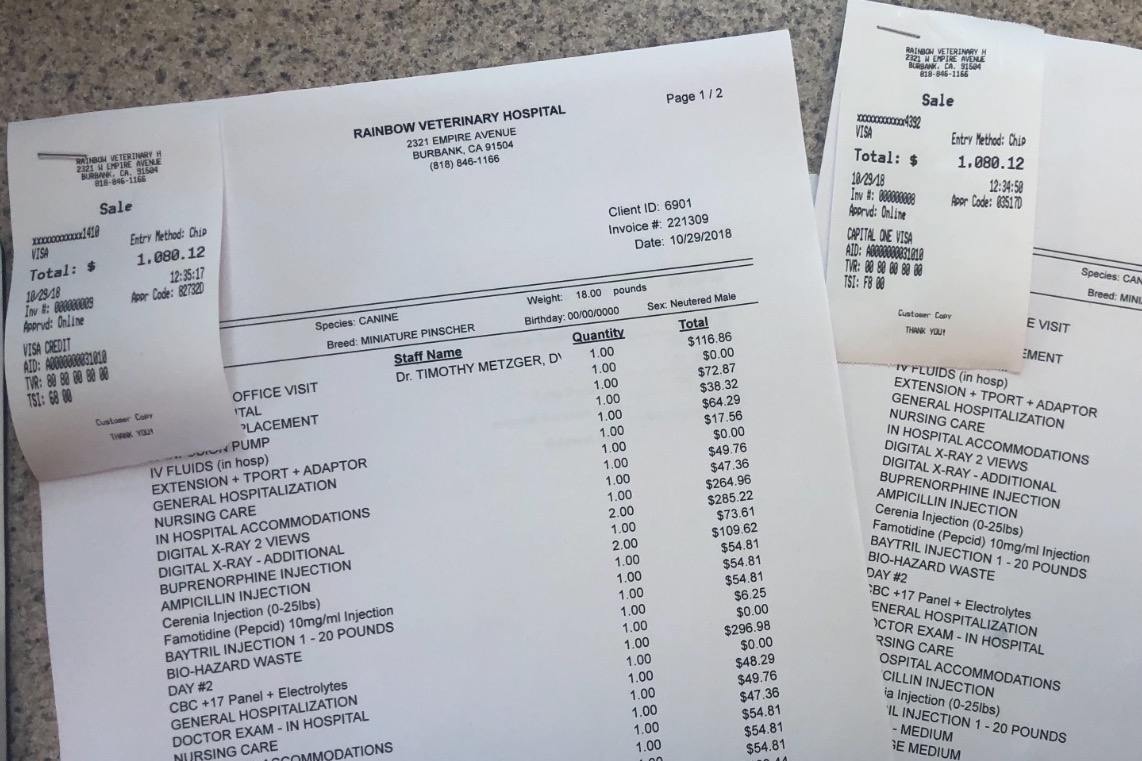 RAINBOW VETERINARY H
2321 W EMPIRE AVENUE
BURBANK, CA. 91504
818-846-1166
Sale
xxxxxxxxxxxx1410
VISA Entry Method: Chip
Total: $ 1,080.12
10/29/18 12:35:17
Inv #: 000000009 Appr Code: 02732D
Apprvd: Online
VISA CREDIT
AID: A0000000031010
TVR: 80 80 00 80 00
TSI: 68 00
Customer Copy
THANK YOU!
Page 1 / 2
RAINBOW VETERINARY HOSPITAL
2321 EMPIRE AVENUE
BURBANK, CA 91504
(818) 846-1166
Client ID: 6901
Invoice #: 221309
Date: 10/29/2018
Species: CANINE Weight: 18.00 pounds
Breed: MINIATURE PINSCHER Birthday: 00/00/0000 Sex: Neutered Male
Staff Name Quantity Total
OFFICE VISIT Dr. TIMOTHY METZGER, DV 1.00 $116.86
TAL 1.00 $0.00
PLACEMENT 1.00 $72.87
PUMP 1.00 $38.32
IV FLUIDS (in hosp) 1.00 $64.29
EXTENSION + TPORT + ADAPTOR 1.00 $17.56
GENERAL HOSPITALIZATION 1.00 $0.00
NURSING CARE 1.00 $49.76
IN HOSPITAL ACCOMMODATIONS 1.00 $47.36
DIGITAL X-RAY 2 VIEWS 1.00 $264.96
DIGITAL X-RAY - ADDITIONAL 2.00 $285.22
BUPRENORPHINE INJECTION 1.00 $73.61
AMPICILLIN INJECTION 2.00 $109.62
Cerenia Injection (0-25lbs) 1.00 $54.81
Famotidine (Pepcid) 10mg/ml Injection 1.00 $54.81
BAYTRIL INJECTION 1 - 20 POUNDS 1.00 $54.81
BIO-HAZARD WASTE 1.00 $6.25
DAY #2 1.00 $0.00
CBC +17 Panel + Electrolytes 1.00 $296.98
GENERAL HOSPITALIZATION 1.00 $0.00
DOCTOR EXAM - IN HOSPITAL 1.00 $48.29
NURSING CARE 1.00 $49.76
COMMODATIONS 1.00 $47.36
1.00 $54.81
1.00 $54.81
1.00 $54.81
RAINBOW VETERINARY H
2321 W EMPIRE AVENUE
BURBANK, CA. 91504
818-846-1166
Sale
xxxxxxxxxxxx4392
VISA Entry Method: Chip
Total: $ 1,080.12
10/29/18 12:34:50
Inv #: 000000008 Appr Code: 03517D
Apprvd: Online
CAPITAL ONE VISA
AID: A0000000031010
TVR: 00 80 00 80 00
TSI: F8 00
Customer Copy
THANK YOU!
Species: CAN
Breed: MINI
E VISIT
EMENT
IV FLUIDS (in hosp)
EXTENSION + TPORT + ADAPTOR
GENERAL HOSPITALIZATION
NURSING CARE
IN HOSPITAL ACCOMMODATIONS
DIGITAL X-RAY 2 VIEWS
DIGITAL X-RAY - ADDITIONAL
BUPRENORPHINE INJECTION
AMPICILLIN INJECTION
Cerenia Injection (0-25lbs)
Famotidine (Pepcid) 10mg/ml Injection
BAYTRIL INJECTION 1 - 20 POUNDS
BIO-HAZARD WASTE
DAY #2
CBC +17 Panel + Electrolytes
ENERAL HOSPITALIZATION
OCTOR EXAM - IN HOSPITAL
RSING CARE
OSPITAL ACCOMMODATIONS
CILLIN INJECTION
ia Injection (0-25lbs)
IL INJECTION 1 - 20 POUNDS
- MEDIUM
GE MEDIUM